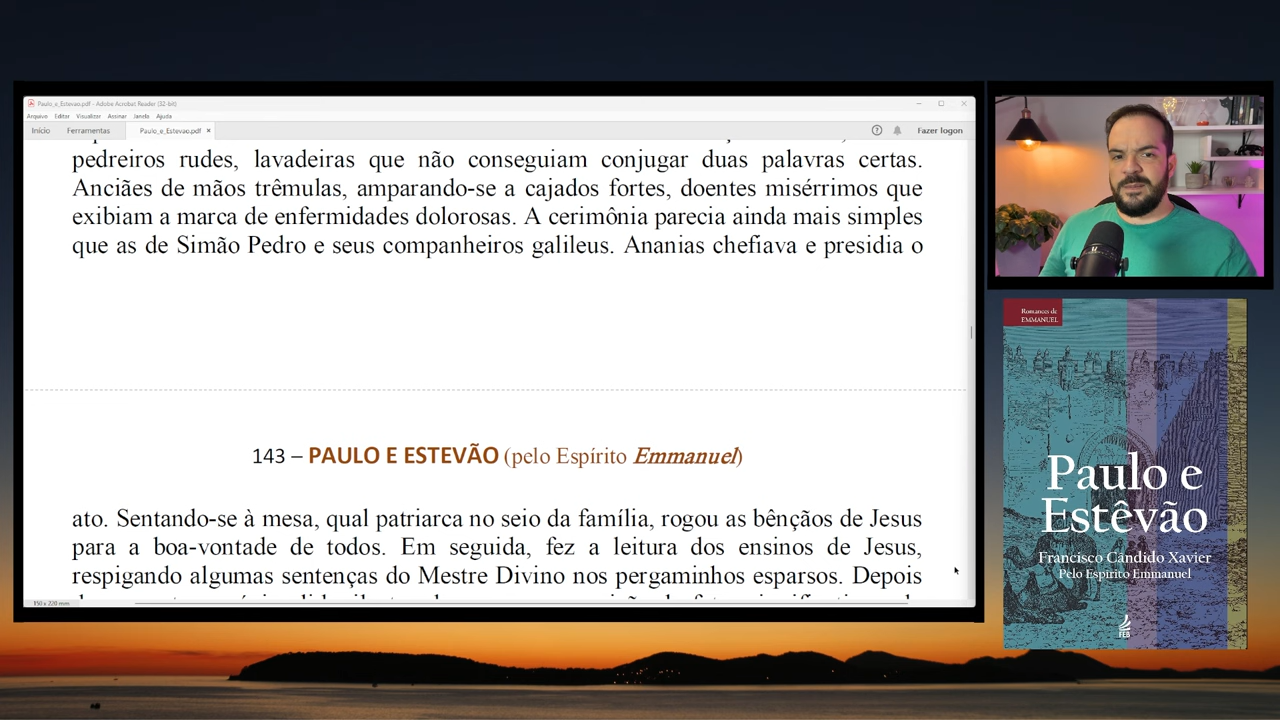 Paulo_e_Estevao.pdf - Adobe Acrobat Reader (32-bit)
Arquivo Editar Visualizar Assinar Janela Ajuda
Início Ferramentas Paulo_e_Estevao.pdf × Fazer logon
pedreiros rudes, lavadeiras que não conseguiam conjugar duas palavras certas.
Anciães de mãos trêmulas, amparando-se a cajados fortes, doentes misérrimos que
exibiam a marca de enfermidades dolorosas. A cerimônia parecia ainda mais simples
que as de Simão Pedro e seus companheiros galileus. Ananias chefiava e presidia o
143 – PAULO E ESTEVÃO (pelo Espírito Emmanuel)
ato. Sentando-se à mesa, qual patriarca no seio da família, rogou as bênçãos de Jesus
para a boa-vontade de todos. Em seguida, fez a leitura dos ensinos de Jesus,
respigando algumas sentenças do Mestre Divino nos pergaminhos esparsos. Depois
150 x 220 mm
Romances de
EMMANUEL
Paulo e
Estêvão
Francisco Cândido Xavier
Pelo Espírito Emmanuel
FEB